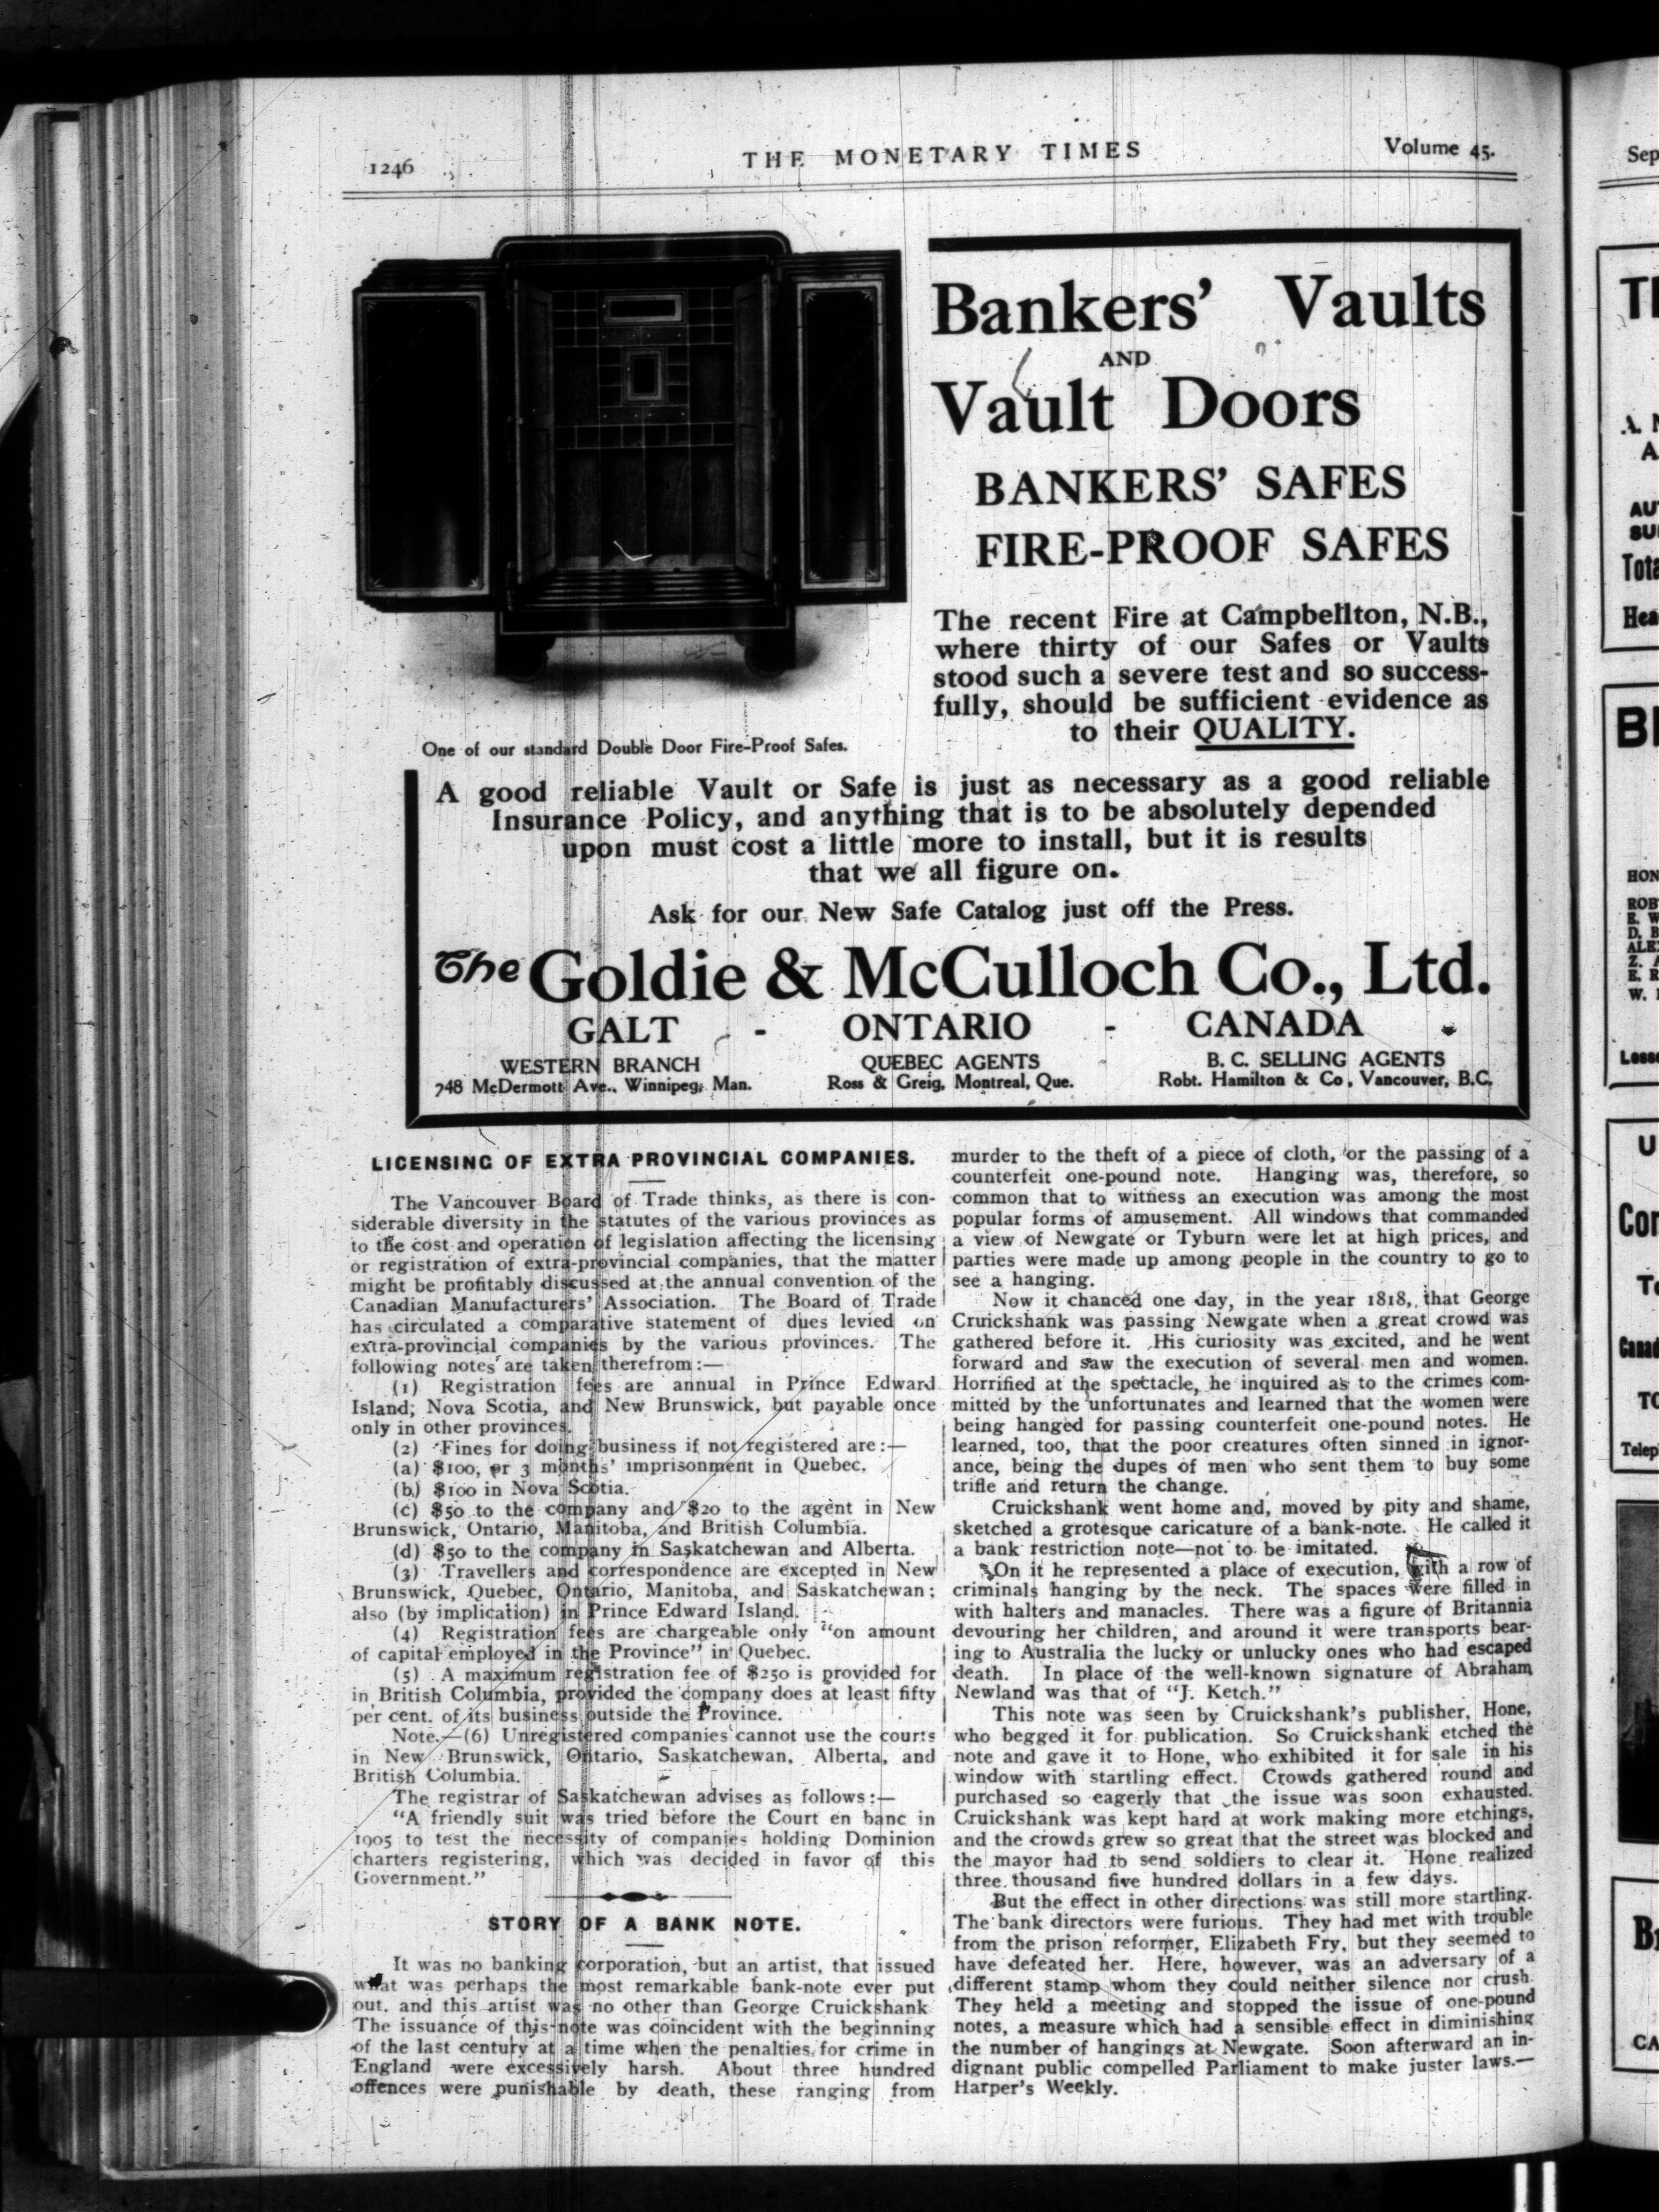 1246
THE MONETARY TIMES
Volume 45.
Bankers' Vaults
AND
Vault Doors
BANKERS' SAFES
FIRE-PROOF SAFES
The recent Fire at Campbellton, N.B.,
where thirty of our Safes or Vaults
stood such a severe test and so success-
fully, should be sufficient evidence as
to their QUALITY.
One of our standard Double Door Fire-Proof Safes.
A good reliable Vault or Safe is just as necessary as a good reliable
Insurance Policy, and anything that is to be absolutely depended
upon must cost a little more to install, but it is results
that we all figure on.
Ask for our New Safe Catalog just off the Press.
The Goldie & McCulloch Co., Ltd.
GALT - ONTARIO - CANADA
WESTERN BRANCH
748 McDermott Ave., Winnipeg, Man.
QUEBEC AGENTS
Ross & Greig, Montreal, Que.
B. C. SELLING AGENTS
Robt. Hamilton & Co., Vancouver, B.C.
LICENSING OF EXTRA PROVINCIAL COMPANIES.
The Vancouver Board of Trade thinks, as there is con-
siderable diversity in the statutes of the various provinces as
to the cost and operation of legislation affecting the licensing
or registration of extra-provincial companies, that the matter
might be profitably discussed at the annual convention of the
Canadian Manufacturers' Association. The Board of Trade
has circulated a comparative statement of dues levied on
extra-provincial companies by the various provinces. The
following notes are taken therefrom:—
(1) Registration fees are annual in Prince Edward
Island; Nova Scotia, and New Brunswick, but payable once
only in other provinces.
(2) Fines for doing business if not registered are:—
(a) $100, or 3 months' imprisonment in Quebec.
(b) $100 in Nova Scotia.
(c) $50 to the company and $20 to the agent in New
Brunswick, Ontario, Manitoba, and British Columbia.
(d) $50 to the company in Saskatchewan and Alberta.
(3) Travellers and correspondence are excepted in New
Brunswick, Quebec, Ontario, Manitoba, and Saskatchewan;
also (by implication) in Prince Edward Island.
(4) Registration fees are chargeable only "on amount
of capital employed in the Province" in Quebec.
(5) A maximum registration fee of $250 is provided for
in British Columbia, provided the company does at least fifty
per cent. of its business outside the Province.
Note.—(6) Unregistered companies cannot use the courts
in New Brunswick, Ontario, Saskatchewan, Alberta, and
British Columbia.
The registrar of Saskatchewan advises as follows:—
"A friendly suit was tried before the Court en banc in
1905 to test the necessity of companies holding Dominion
charters registering, which was decided in favor of this
Government."
STORY OF A BANK NOTE.
It was no banking corporation, but an artist, that issued
what was perhaps the most remarkable bank-note ever put
out, and this artist was no other than George Cruickshank
The issuance of this note was coincident with the beginning
of the last century at a time when the penalties for crime in
England were excessively harsh. About three hundred
offences were punishable by death, these ranging from
murder to the theft of a piece of cloth, or the passing of a
counterfeit one-pound note. Hanging was, therefore, so
common that to witness an execution was among the most
popular forms of amusement. All windows that commanded
a view of Newgate or Tyburn were let at high prices, and
parties were made up among people in the country to go to
see a hanging.
Now it chanced one day, in the year 1818, that George
Cruickshank was passing Newgate when a great crowd was
gathered before it. His curiosity was excited, and he went
forward and saw the execution of several men and women.
Horrified at the spectacle, he inquired as to the crimes com-
mitted by the unfortunates and learned that the women were
being hanged for passing counterfeit one-pound notes. He
learned, too, that the poor creatures often sinned in ignor-
ance, being the dupes of men who sent them to buy some
trifle and return the change.
Cruickshank went home and, moved by pity and shame,
sketched a grotesque caricature of a bank-note. He called it
a bank restriction note—not to be imitated.
On it he represented a place of execution, with a row of
criminals hanging by the neck. The spaces were filled in
with halters and manacles. There was a figure of Britannia
devouring her children, and around it were transports bear-
ing to Australia the lucky or unlucky ones who had escaped
death. In place of the well-known signature of Abraham
Newland was that of "J. Ketch."
This note was seen by Cruickshank's publisher, Hone,
who begged it for publication. So Cruickshank etched the
note and gave it to Hone, who exhibited it for sale in his
window with startling effect. Crowds gathered round and
purchased so eagerly that the issue was soon exhausted.
Cruickshank was kept hard at work making more etchings,
and the crowds grew so great that the street was blocked and
the mayor had to send soldiers to clear it. Hone realized
three thousand five hundred dollars in a few days.
But the effect in other directions was still more startling.
The bank directors were furious. They had met with trouble
from the prison reformer, Elizabeth Fry, but they seemed to
have defeated her. Here, however, was an adversary of a
different stamp whom they could neither silence nor crush
They held a meeting and stopped the issue of one-pound
notes, a measure which had a sensible effect in diminishing
the number of hangings at Newgate. Soon afterward an in-
dignant public compelled Parliament to make juster laws.—
Harper's Weekly.